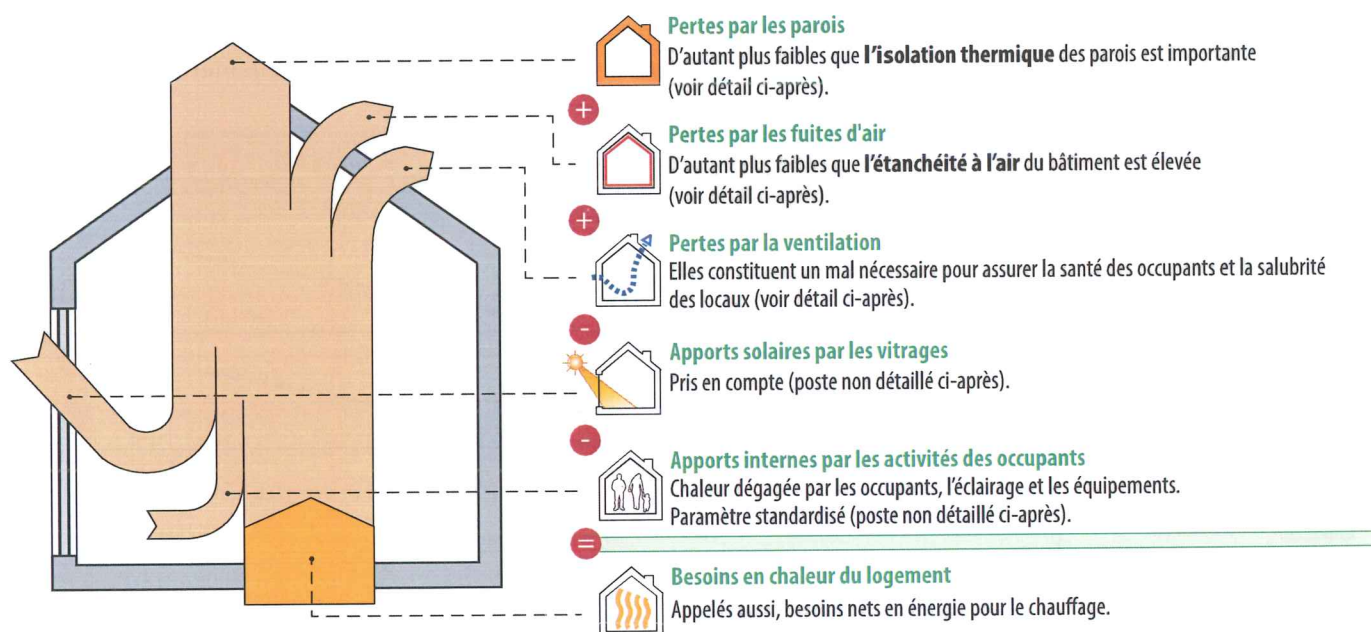 Pertes par les parois
D'autant plus faibles que l'isolation thermique des parois est importante
(voir détail ci-après).
+
Pertes par les fuites d'air
D'autant plus faibles que l'étanchéité à l'air du bâtiment est élevée
(voir détail ci-après).
+
Pertes par la ventilation
Elles constituent un mal nécessaire pour assurer la santé des occupants et la salubrité
des locaux (voir détail ci-après).
-
Apports solaires par les vitrages
Pris en compte (poste non détaillé ci-après).
-
Apports internes par les activités des occupants
Chaleur dégagée par les occupants, l'éclairage et les équipements.
Paramètre standardisé (poste non détaillé ci-après).
=
Besoins en chaleur du logement
Appelés aussi, besoins nets en énergie pour le chauffage.